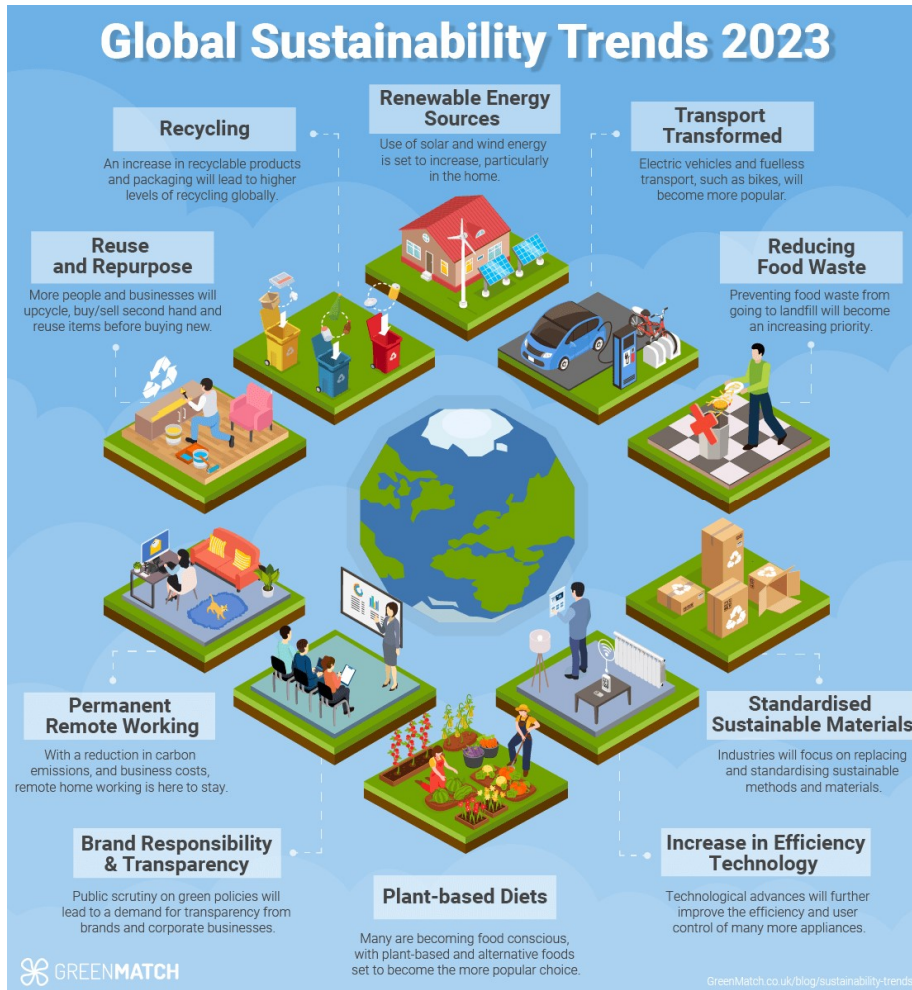 Global Sustainability Trends 2023
Renewable Energy
Sources
Use of solar and wind energy
is set to increase, particularly
in the home.
Recycling
An increase in recyclable products
and packaging will lead to higher
levels of recycling globally.
Transport
Transformed
Electric vehicles and fuelless
transport, such as bikes, will
become more popular.
Reuse
and Repurpose
More people and businesses will
upcycle, buy/sell second hand and
reuse items before buying new.
Reducing
Food Waste
Preventing food waste from
going to landfill will become
an increasing priority.
Permanent
Remote Working
With a reduction in carbon
emissions, and business costs,
remote home working is here to stay.
Standardised
Sustainable Materials
Industries will focus on replacing
and standardising sustainable
methods and materials.
Brand Responsibility
& Transparency
Public scrutiny on green policies will
lead to a demand for transparency from
brands and corporate businesses.
Plant-based Diets
Many are becoming food conscious,
with plant-based and alternative foods
set to become the more popular choice.
Increase in Efficiency
Technology
Technological advances will further
improve the efficiency and user
control of many more appliances.
GREENMATCH
GreenMatch.co.uk/blog/sustainability-trends